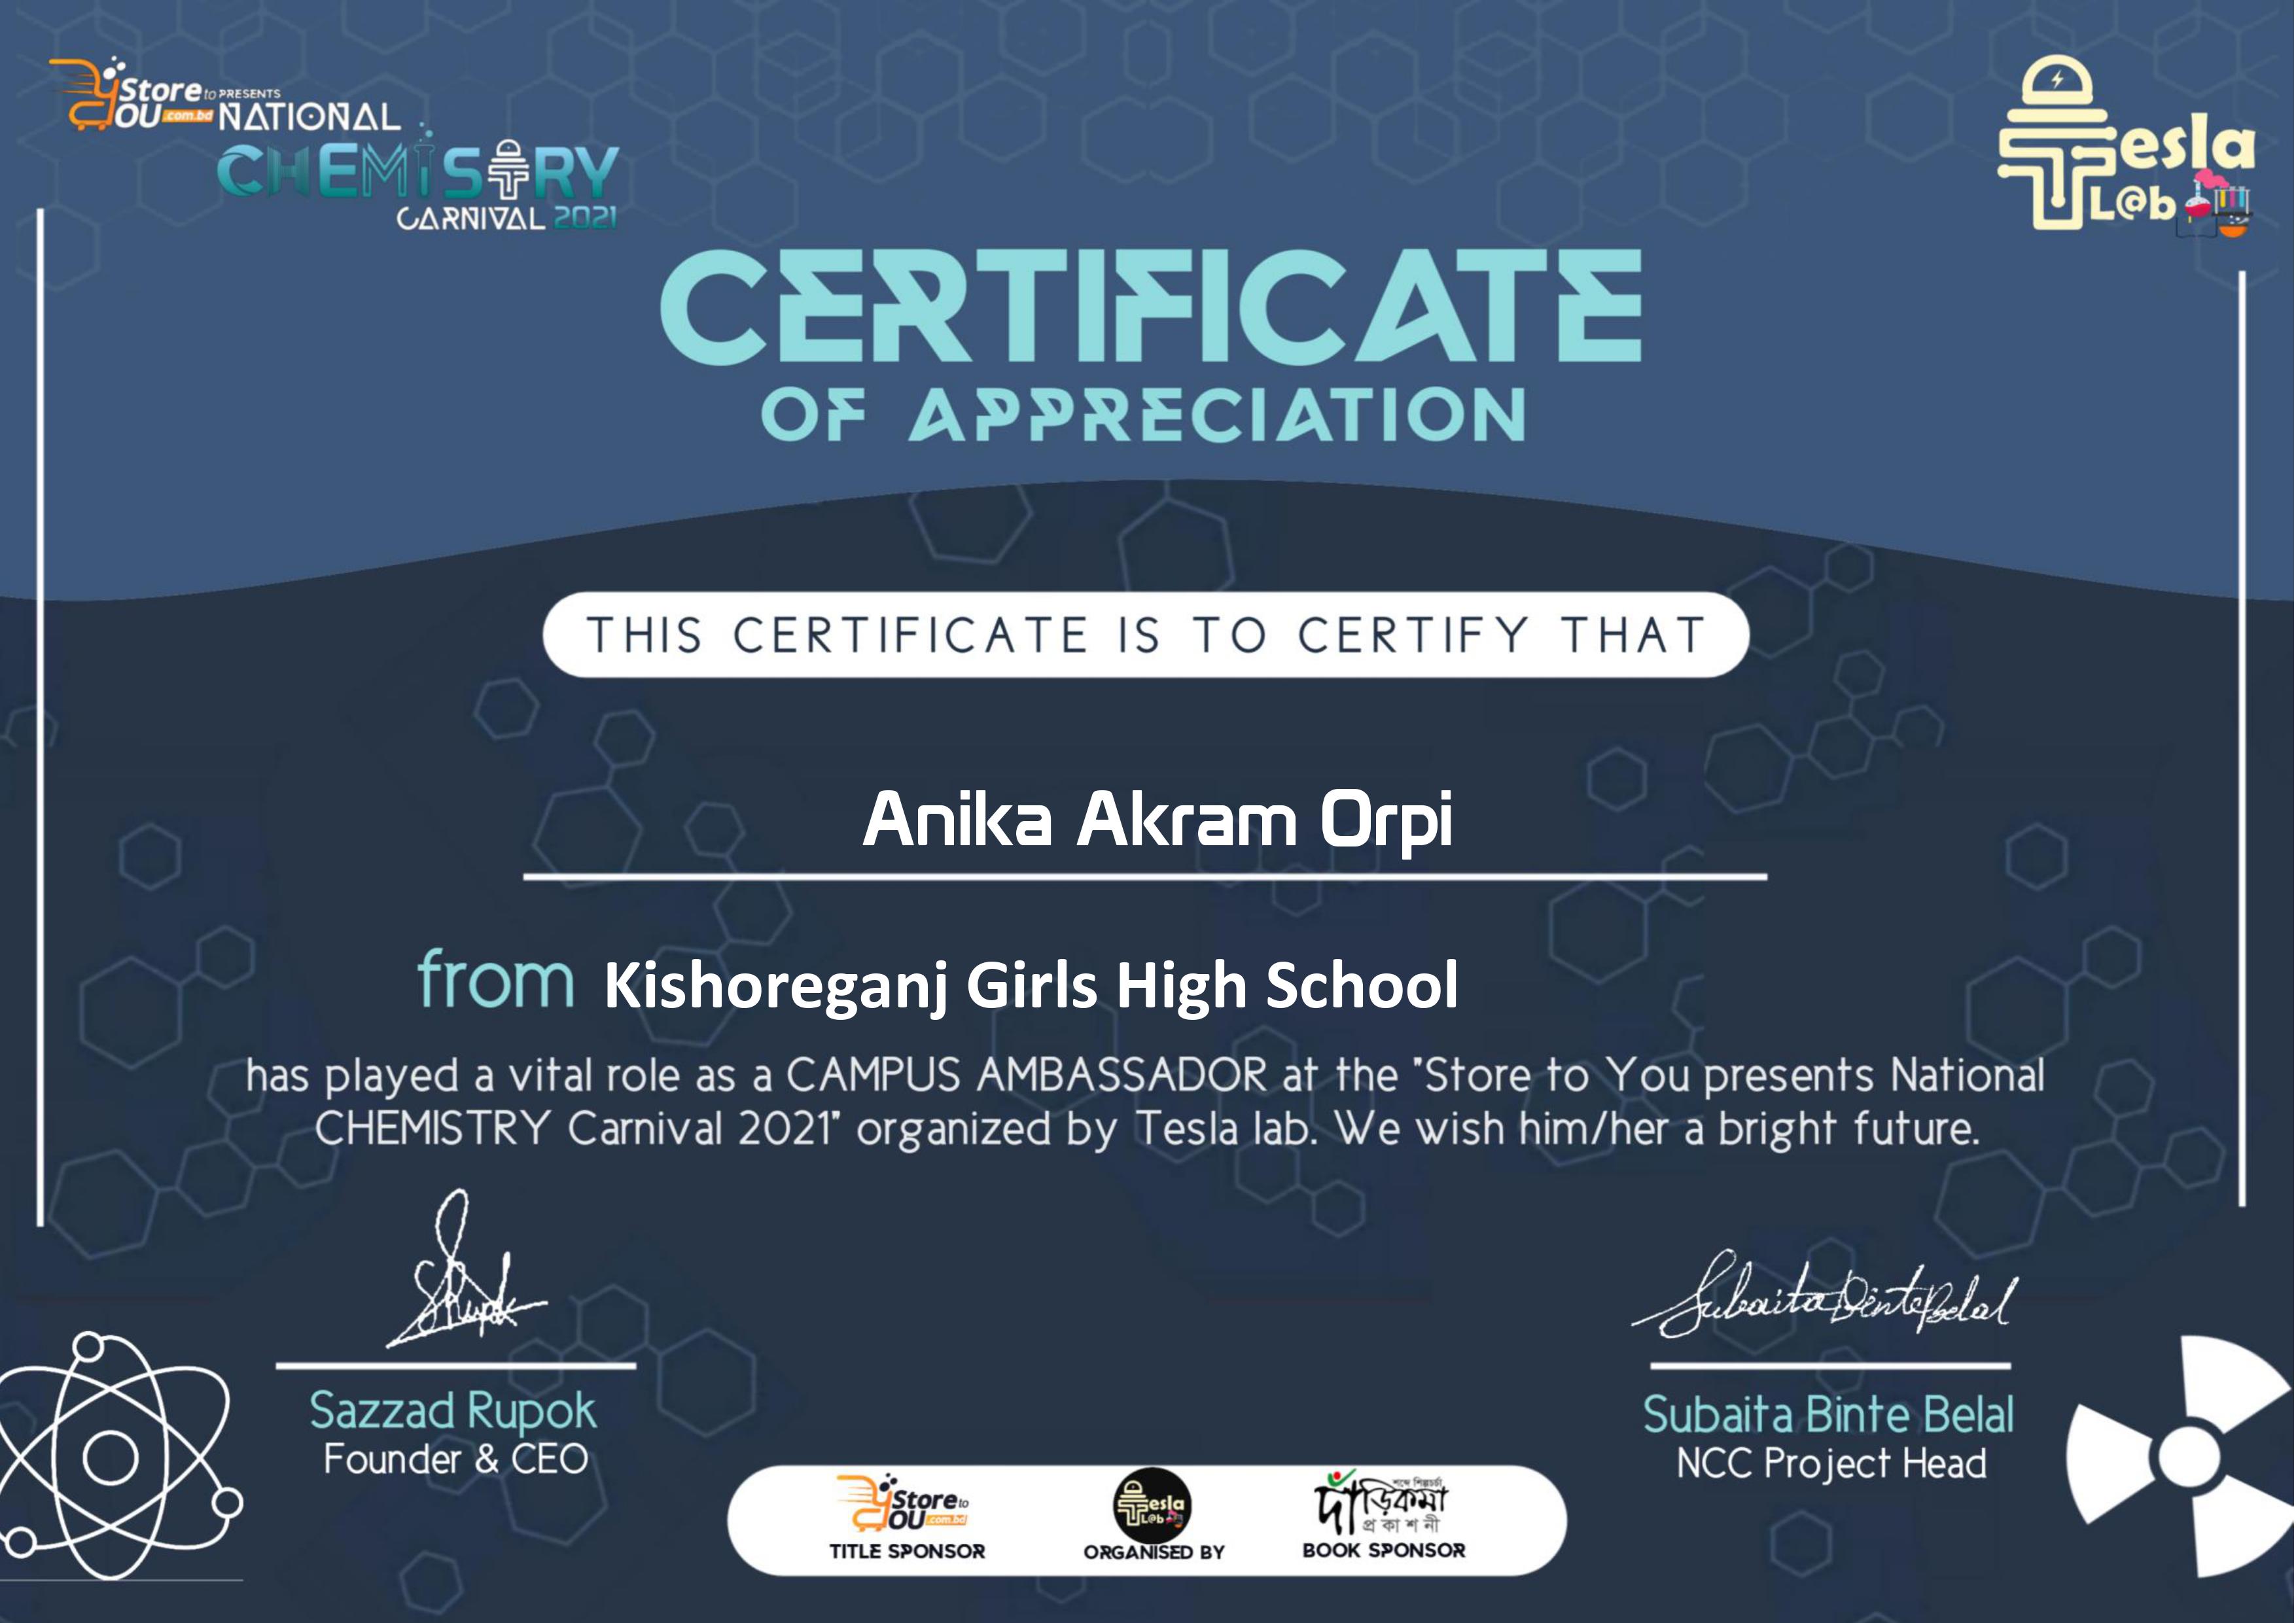 Store to PRESENTS
YOU .com.bd NATIONAL
CHEMISTRY
CARNIVAL 2021
Tesla
L@b
CERTIFICATE
OF APPRECIATION
THIS CERTIFICATE IS TO CERTIFY THAT
Anika Akram Orpi
from Kishoreganj Girls High School
has played a vital role as a CAMPUS AMBASSADOR at the "Store to You presents National
CHEMISTRY Carnival 2021" organized by Tesla lab. We wish him/her a bright future.
Subaita Binte Belal
Sazzad Rupok
Founder & CEO
Subaita Binte Belal
NCC Project Head
Store to
YOU .com.bd
TITLE SPONSOR
Tesla
L@b
ORGANISED BY
শব্দে শিল্পচর্চা
দাঁড়িকমা
প্রকাশনী
BOOK SPONSOR